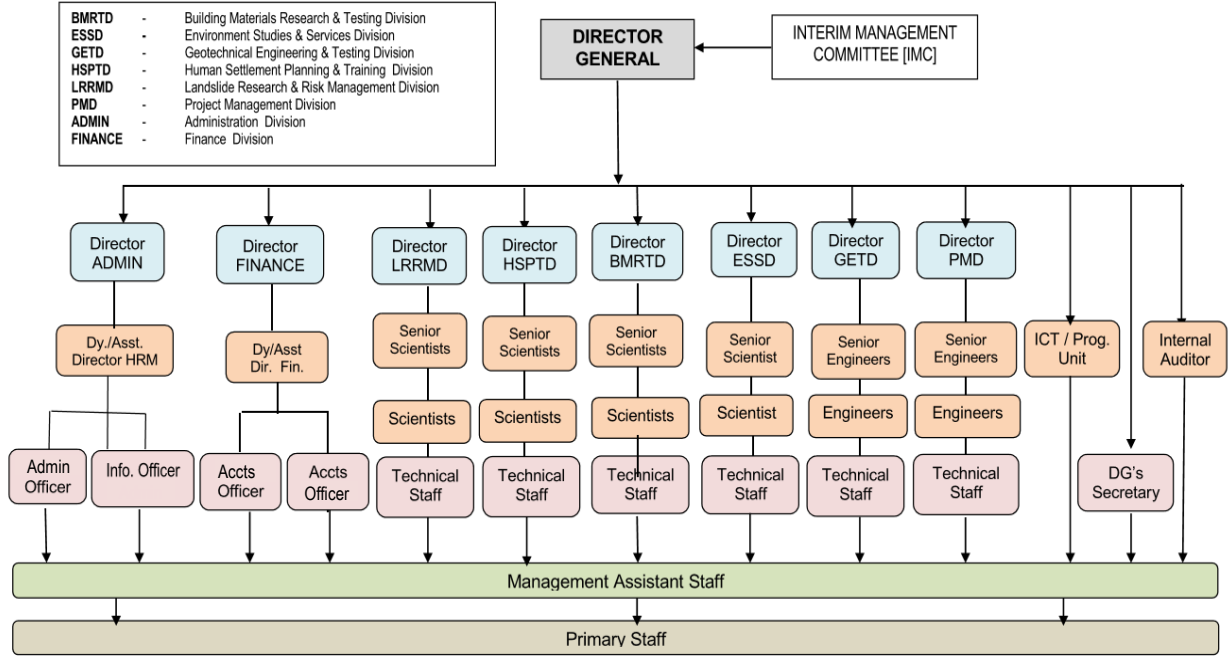 BMRTD - Building Materials Research & Testing Division
ESSD - Environment Studies & Services Division
GETD - Geotechnical Engineering & Testing Division
HSPTD - Human Settlement Planning & Training Division
LRRMD - Landslide Research & Risk Management Division
PMD - Project Management Division
ADMIN - Administration Division
FINANCE - Finance Division
DIRECTOR
GENERAL
INTERIM MANAGEMENT
COMMITTEE [IMC]
Director
ADMIN
Director
FINANCE
Director
LRRMD
Director
HSPTD
Director
BMRTD
Director
ESSD
Director
GETD
Director
PMD
Dy./Asst.
Director HRM
Dy/Asst
Dir. Fin.
Senior
Scientists
Senior
Scientists
Senior
Scientists
Senior
Scientist
Senior
Engineers
Senior
Engineers
ICT / Prog.
Unit
Internal
Auditor
Scientists
Scientists
Scientists
Scientist
Engineers
Engineers
Admin
Officer
Info. Officer
Accts
Officer
Accts
Officer
Technical
Staff
Technical
Staff
Technical
Staff
Technical
Staff
Technical
Staff
Technical
Staff
DG's
Secretary
Management Assistant Staff
Primary Staff